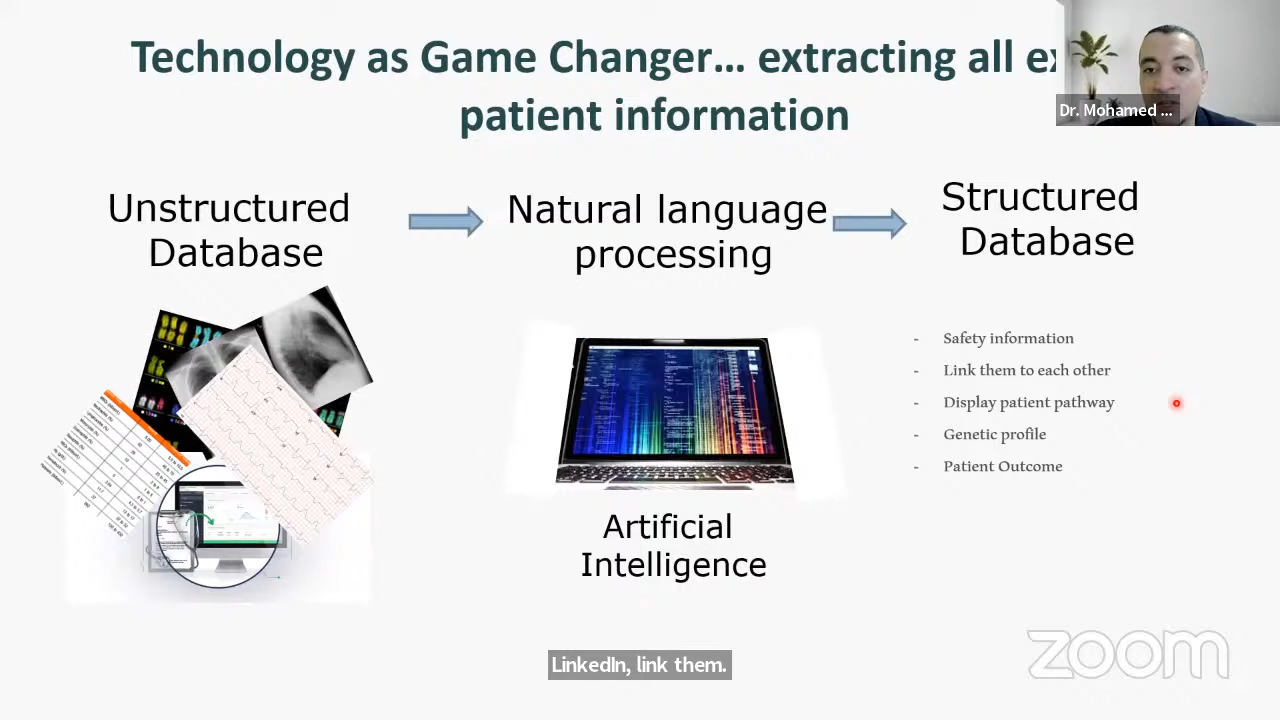 Technology as Game Changer... extracting all ex
patient information
Dr. Mohamed ...
Unstructured
Database
Natural language
processing
Structured
Database
- Safety information
- Link them to each other
- Display patient pathway
- Genetic profile
- Patient Outcome
Artificial
Intelligence
LinkedIn, link them.
zoom